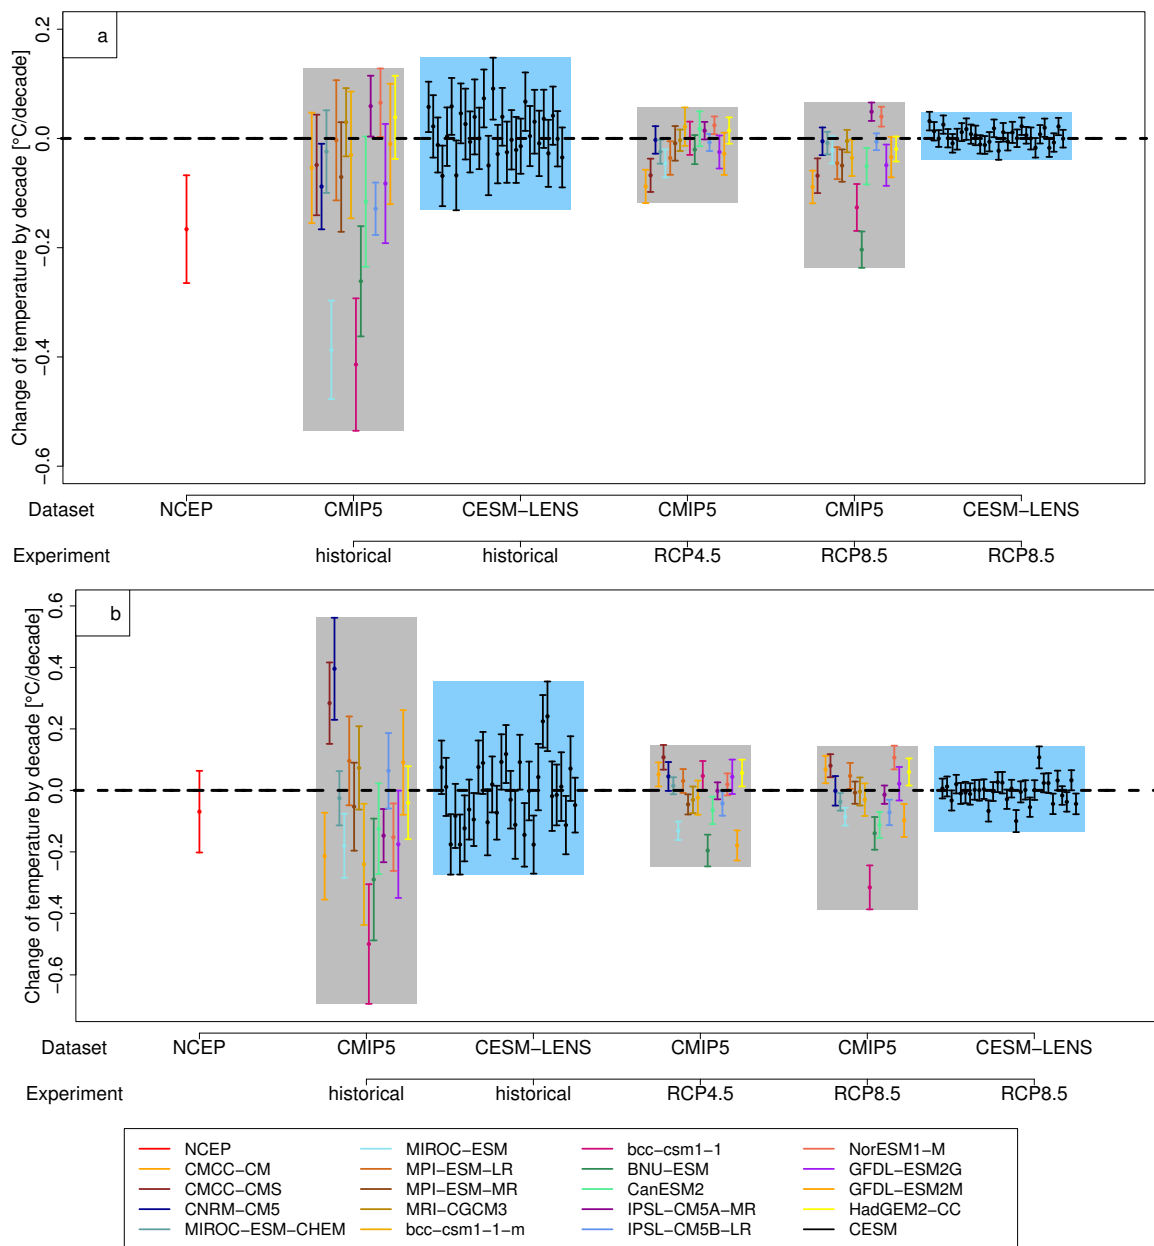 a
Change of temperature by decade [°C/decade]
0.2
0.0
−0.2
−0.4
−0.6
Dataset NCEP CMIP5 CESM−LENS CMIP5 CMIP5 CESM−LENS
Experiment historical historical RCP4.5 RCP8.5 RCP8.5
b
Change of temperature by decade [°C/decade]
0.6
0.4
0.2
0.0
−0.2
−0.4
−0.6
Dataset NCEP CMIP5 CESM−LENS CMIP5 CMIP5 CESM−LENS
Experiment historical historical RCP4.5 RCP8.5 RCP8.5
NCEP MIROC−ESM bcc−csm1−1 NorESM1−M
CMCC−CM MPI−ESM−LR BNU−ESM GFDL−ESM2G
CMCC−CMS MPI−ESM−MR CanESM2 GFDL−ESM2M
CNRM−CM5 MRI−CGCM3 IPSL−CM5A−MR HadGEM2−CC
MIROC−ESM−CHEM bcc−csm1−1−m IPSL−CM5B−LR CESM